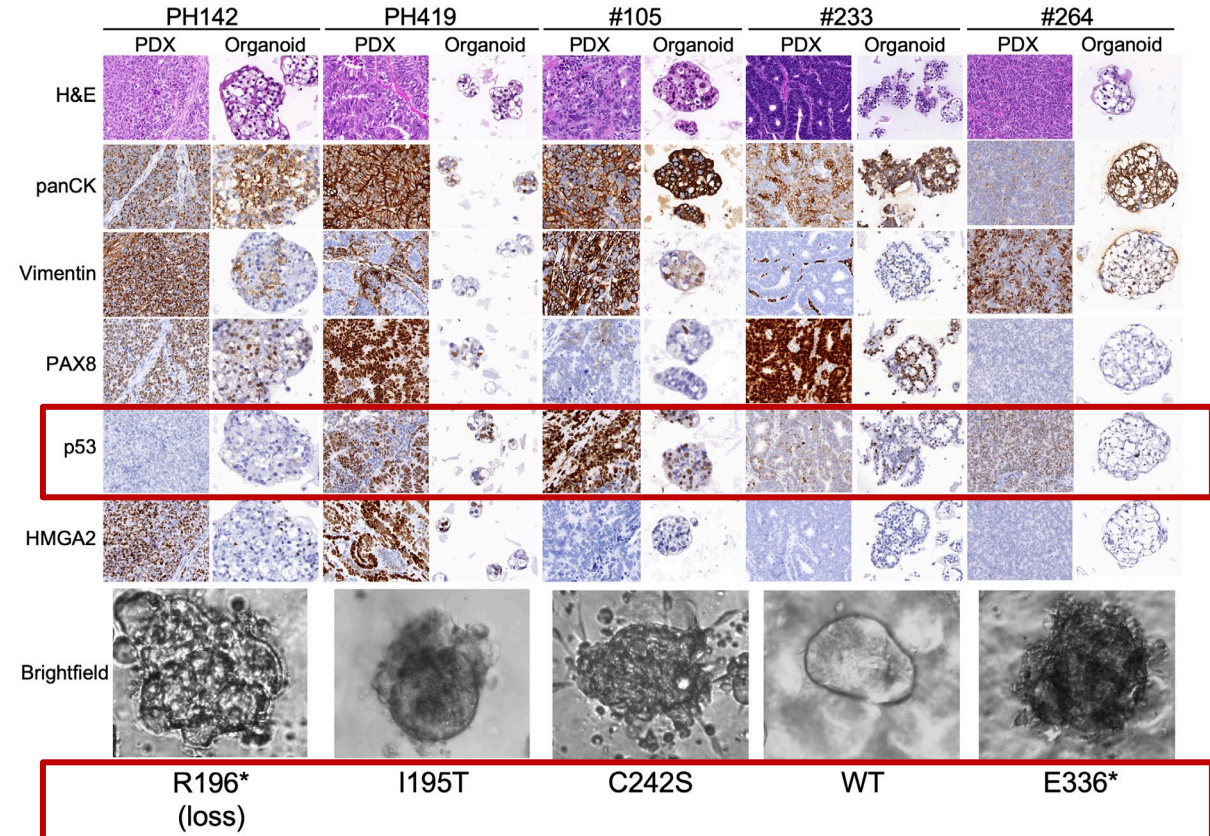 PH142 PH419 #105 #233 #264
PDX Organoid PDX Organoid PDX Organoid PDX Organoid PDX Organoid
H&E
panCK
Vimentin
PAX8
p53
HMGA2
Brightfield
R196* I195T C242S WT E336*
(loss)